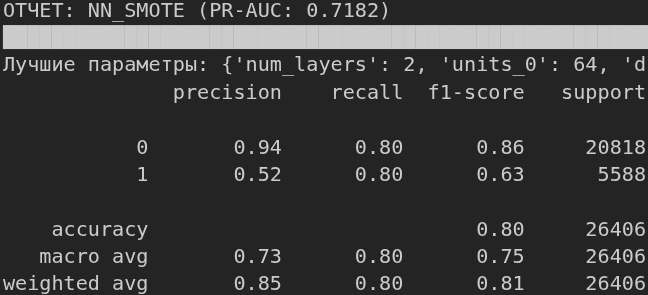 ОТЧЕТ: NN_SMOTE (PR-AUC: 0.7182)
Лучшие параметры: {'num_layers': 2, 'units_0': 64, 'd
precision recall f1-score support
0 0.94 0.80 0.86 20818
1 0.52 0.80 0.63 5588
accuracy 0.80 26406
macro avg 0.73 0.80 0.75 26406
weighted avg 0.85 0.80 0.81 26406